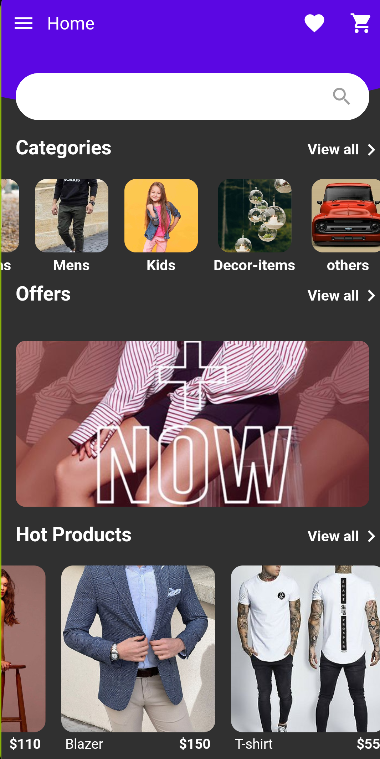 Home
Categories
View all
Mens
Kids
Decor-items
others
Offers
View all
NOW
Hot Products
View all
$110
Blazer
$150
T-shirt
$55